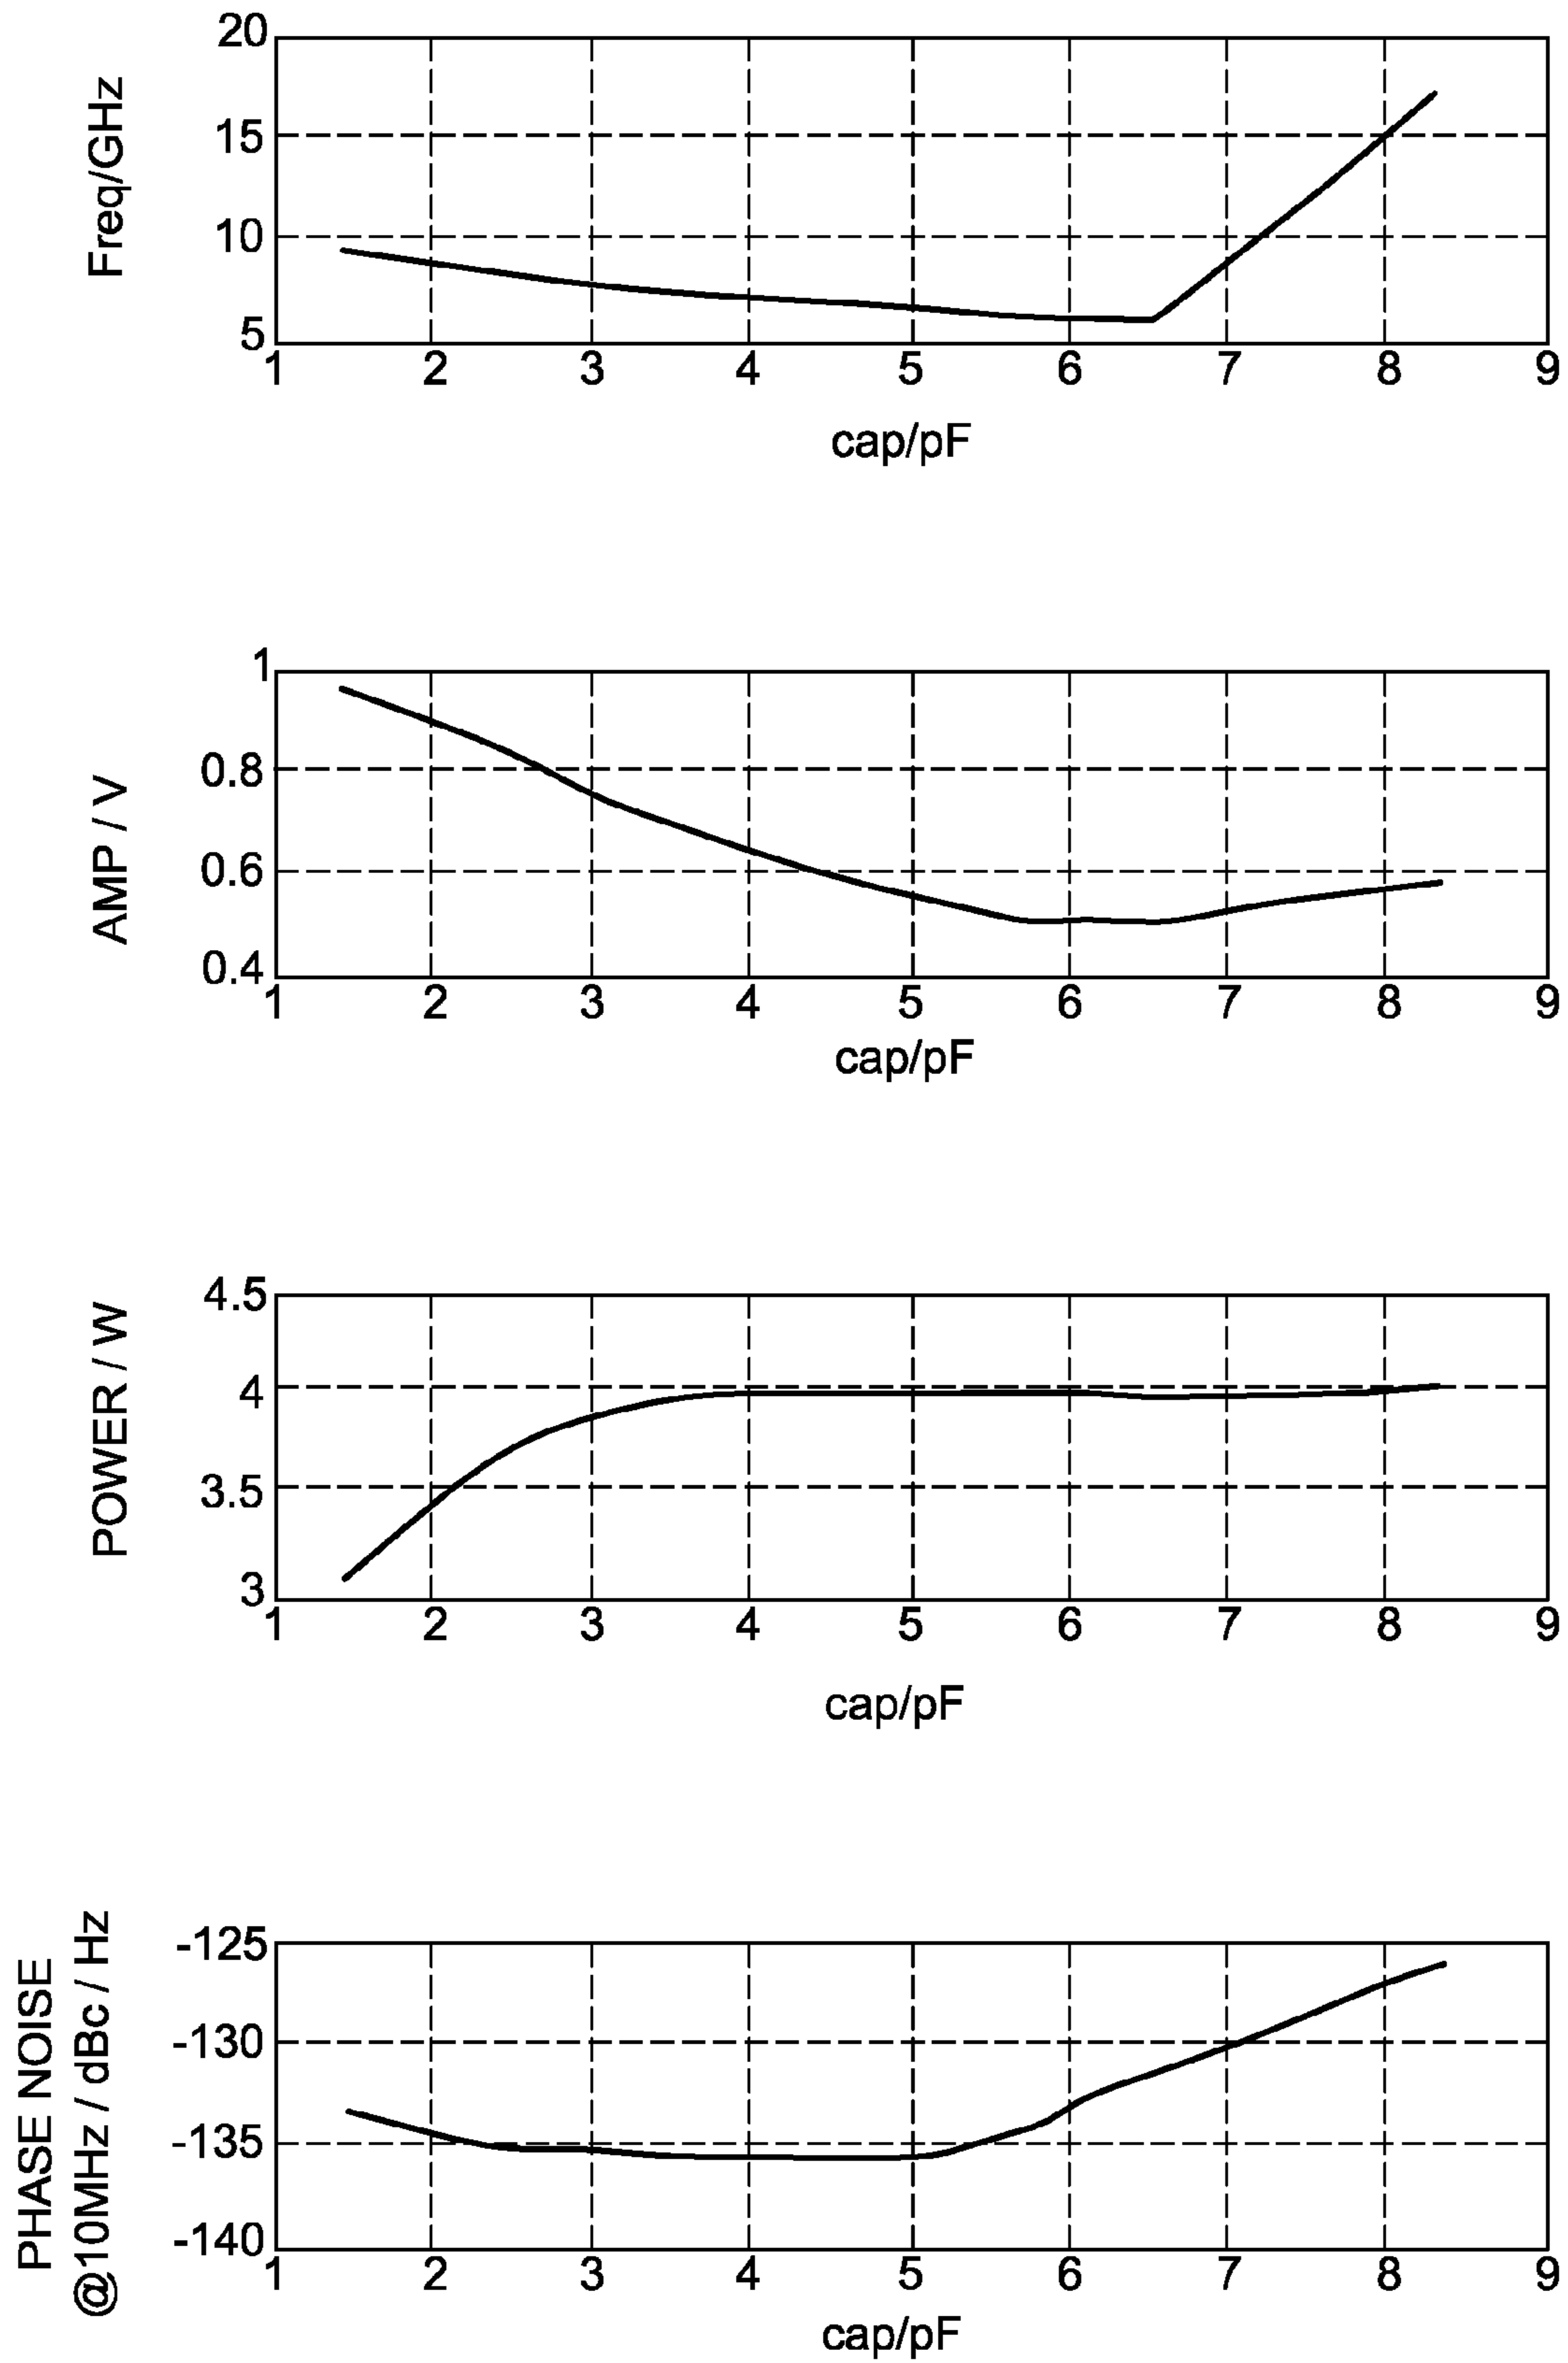 Freq/GHz
20
15
10
5
1 2 3 4 5 6 7 8 9
cap/pF
AMP / V
1
0.8
0.6
0.4
1 2 3 4 5 6 7 8 9
cap/pF
POWER / W
4.5
4
3.5
3
1 2 3 4 5 6 7 8 9
cap/pF
PHASE NOISE
@10MHz / dBc / Hz
-125
-130
-135
-140
1 2 3 4 5 6 7 8 9
cap/pF